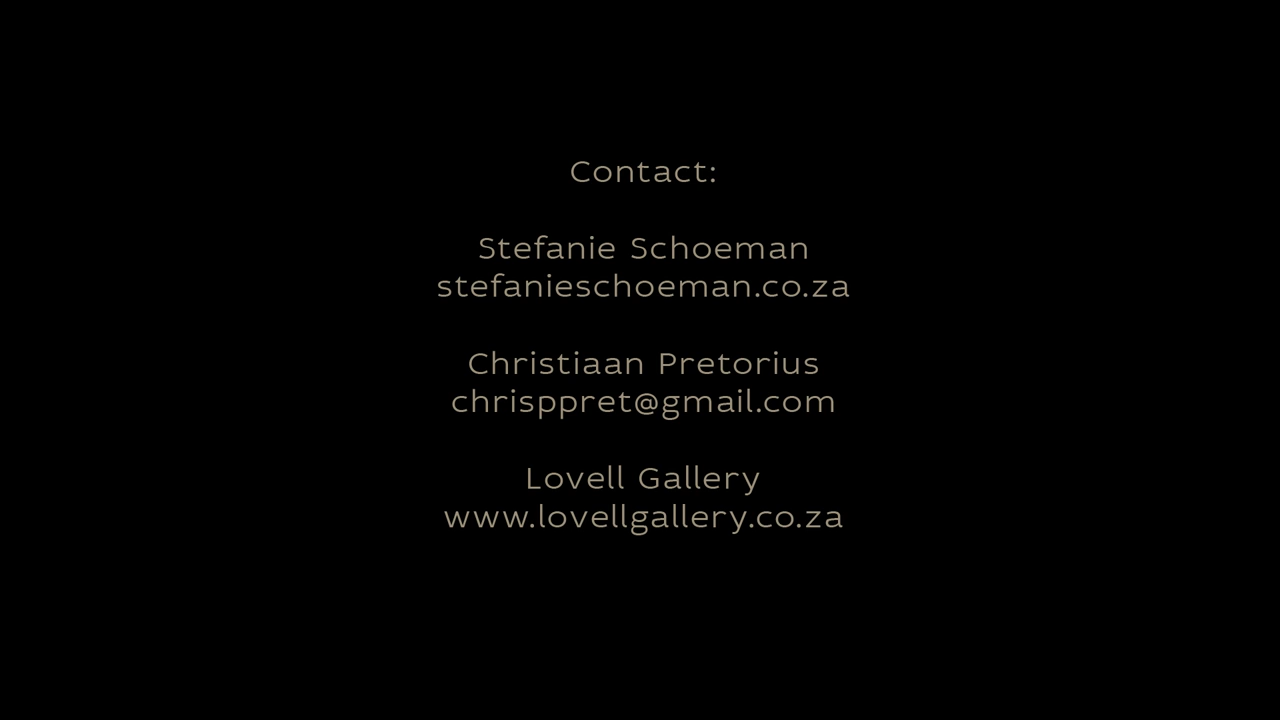 Contact:
Stefanie Schoeman
stefanieschoeman.co.za
Christiaan Pretorius
chrisppret@gmail.com
Lovell Gallery
www.lovellgallery.co.za